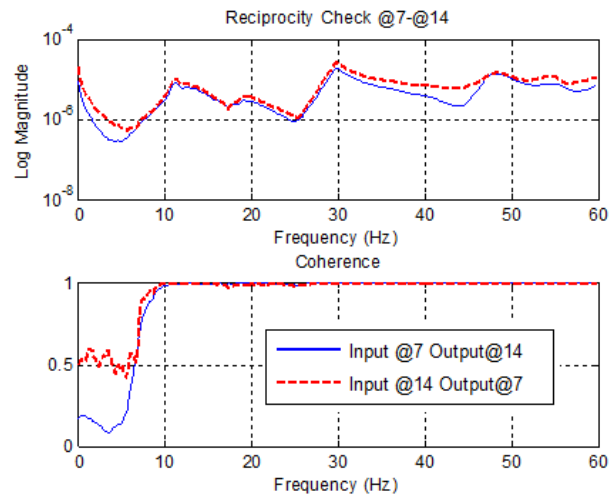 Reciprocity Check @7-@14
Log Magnitude
10^-4
10^-6
10^-8
0 10 20 30 40 50 60
Frequency (Hz)
Coherence
1
0.5
0
Input @7 Output@14
Input @14 Output@7
0 10 20 30 40 50 60
Frequency (Hz)